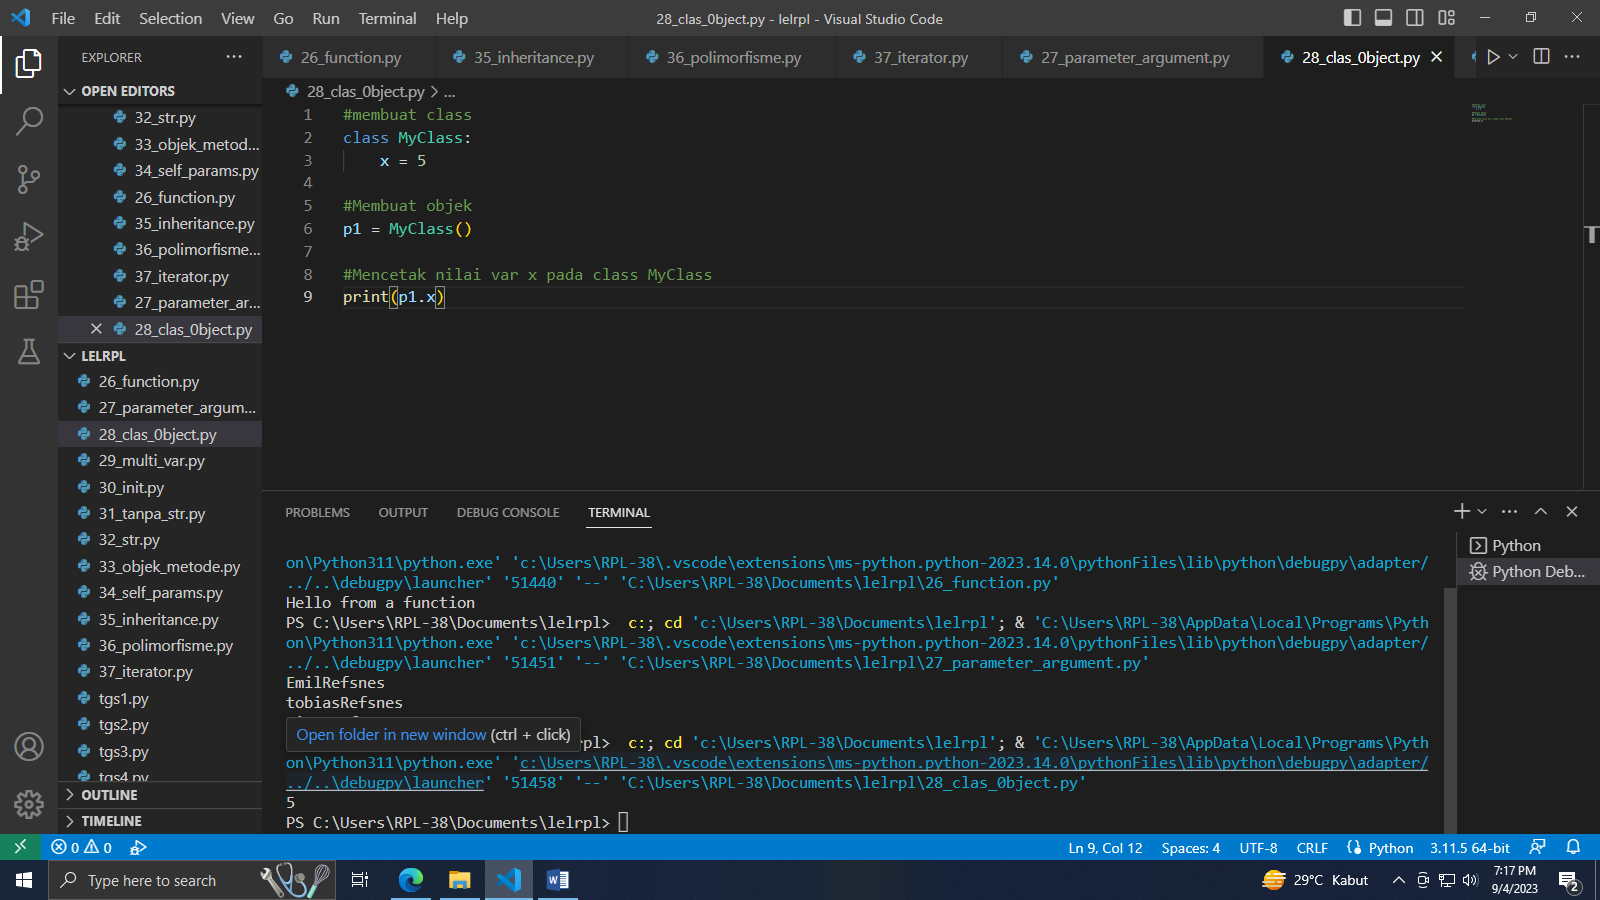 File Edit Selection View Go Run Terminal Help
28_clas_0bject.py - lelrpl - Visual Studio Code
EXPLORER
OPEN EDITORS
32_str.py
33_objek_metod...
34_self_params.py
26_function.py
35_inheritance.py
36_polimorfisme...
37_iterator.py
27_parameter_ar...
28_clas_0bject.py
LELRPL
26_function.py
27_parameter_argum...
28_clas_0bject.py
29_multi_var.py
30_init.py
31_tanpa_str.py
32_str.py
33_objek_metode.py
34_self_params.py
35_inheritance.py
36_polimorfisme.py
37_iterator.py
tgs1.py
tgs2.py
tgs3.py
tgs4.py
OUTLINE
TIMELINE
26_function.py 35_inheritance.py 36_polimorfisme.py 37_iterator.py 27_parameter_argument.py 28_clas_0bject.py
28_clas_0bject.py > ...
1 #membuat class
2 class MyClass:
3     x = 5
4
5 #Membuat objek
6 p1 = MyClass()
7
8 #Mencetak nilai var x pada class MyClass
9 print(p1.x)
PROBLEMS OUTPUT DEBUG CONSOLE TERMINAL
on\Python311\python.exe' 'c:\Users\RPL-38\.vscode\extensions\ms-python.python-2023.14.0\pythonFiles\lib\python\debugpy\adapter/
../..\debugpy\launcher' '51440' '--' 'C:\Users\RPL-38\Documents\lelrpl\26_function.py'
Hello from a function
PS C:\Users\RPL-38\Documents\lelrpl>  c:; cd 'c:\Users\RPL-38\Documents\lelrpl'; & 'C:\Users\RPL-38\AppData\Local\Programs\Pyth
on\Python311\python.exe' 'c:\Users\RPL-38\.vscode\extensions\ms-python.python-2023.14.0\pythonFiles\lib\python\debugpy\adapter/
../..\debugpy\launcher' '51451' '--' 'C:\Users\RPL-38\Documents\lelrpl\27_parameter_argument.py'
EmilRefsnes
tobiasRefsnes
Open folder in new window (ctrl + click)
rpl>  c:; cd 'c:\Users\RPL-38\Documents\lelrpl'; & 'C:\Users\RPL-38\AppData\Local\Programs\Pyth
on\Python311\python.exe' 'c:\Users\RPL-38\.vscode\extensions\ms-python.python-2023.14.0\pythonFiles\lib\python\debugpy\adapter/
../..\debugpy\launcher' '51458' '--' 'C:\Users\RPL-38\Documents\lelrpl\28_clas_0bject.py'
5
PS C:\Users\RPL-38\Documents\lelrpl>
Python
Python Deb...
0 0
Ln 9, Col 12 Spaces: 4 UTF-8 CRLF Python 3.11.5 64-bit
Type here to search
29°C Kabut
7:17 PM
9/4/2023
2